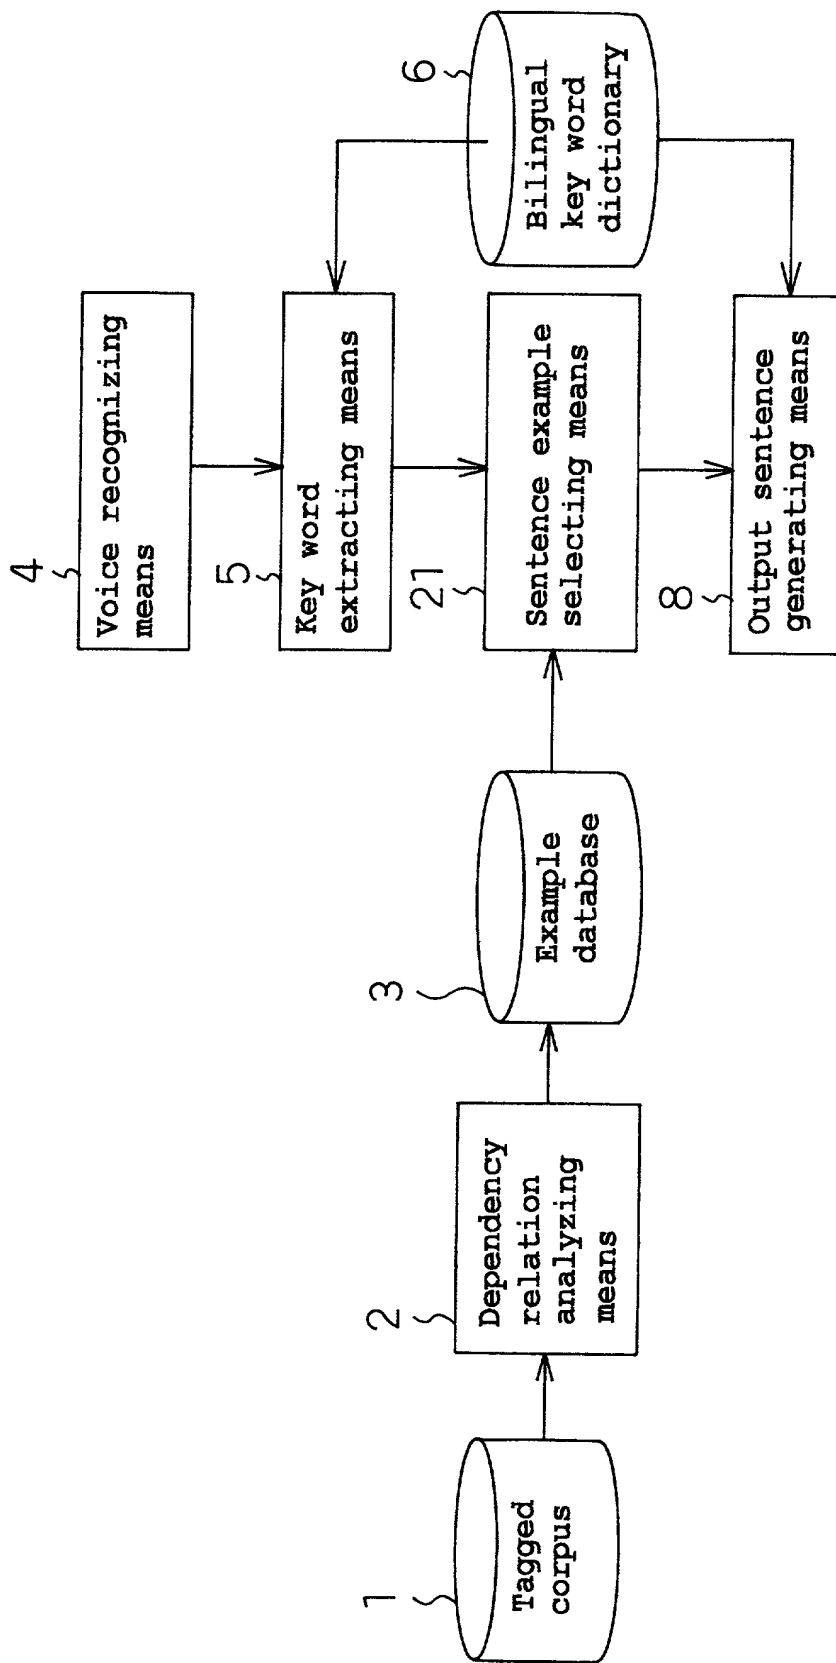 1
Tagged
corpus
2
Dependency
relation
analyzing
means
3
Example
database
4
Voice recognizing
means
5
Key word
extracting means
21
Sentence example
selecting means
8
Output sentence
generating means
6
Bilingual
key word
dictionary